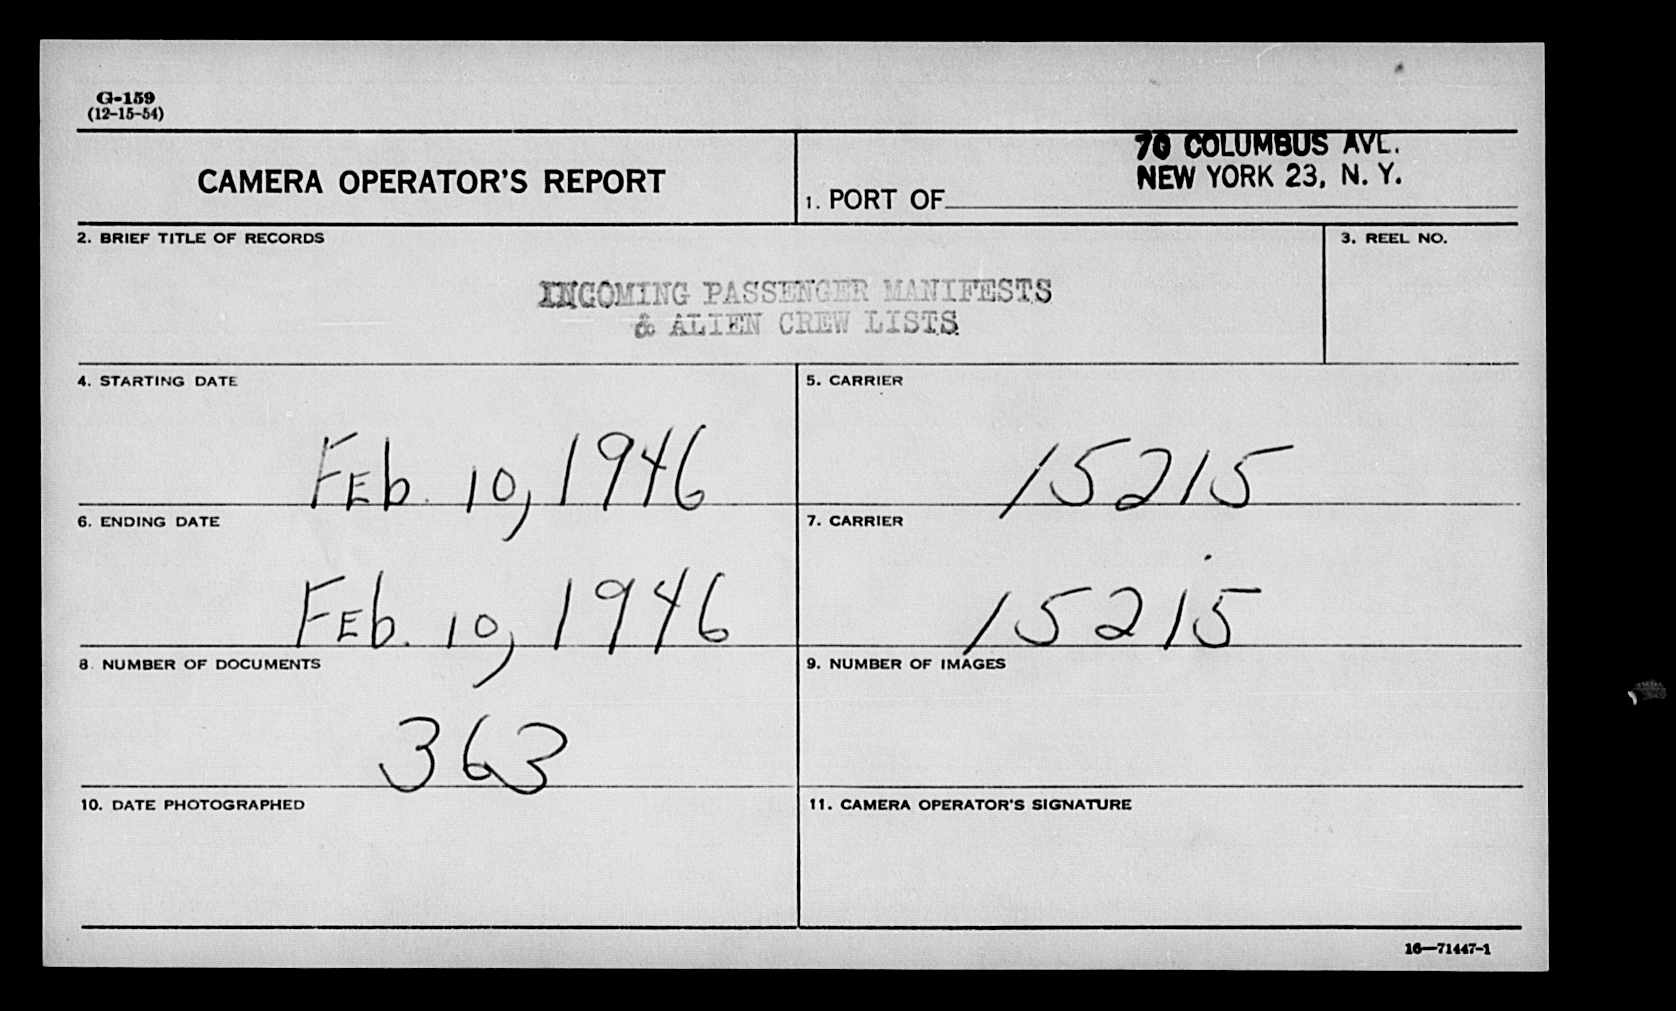 G-159
(12-15-54)
CAMERA OPERATOR'S REPORT
70 COLUMBUS AVE.
NEW YORK 23, N. Y.
1. PORT OF
2. BRIEF TITLE OF RECORDS
3. REEL NO.
INCOMING PASSENGER MANIFESTS
& ALIEN CREW LISTS
4. STARTING DATE
5. CARRIER
FEb. 10, 1946
15215
6. ENDING DATE
7. CARRIER
FEb. 10, 1946
15215
8. NUMBER OF DOCUMENTS
9. NUMBER OF IMAGES
363
10. DATE PHOTOGRAPHED
11. CAMERA OPERATOR'S SIGNATURE
16—71447-1